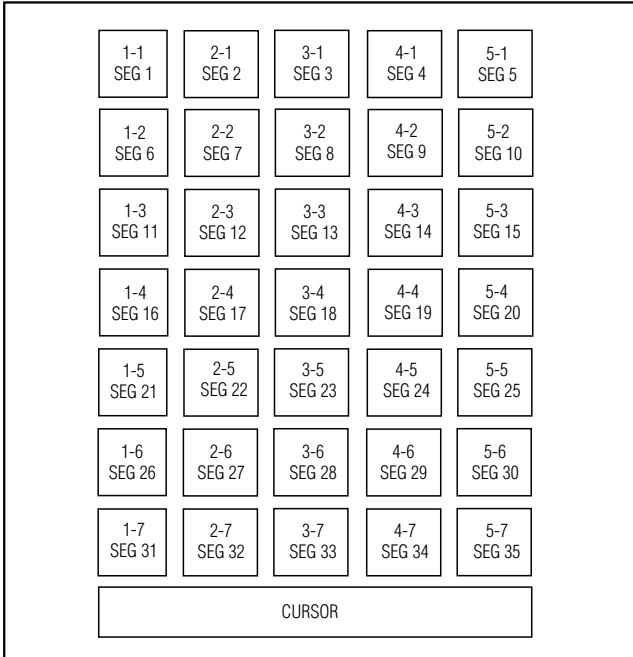 1-1 2-1 3-1 4-1 5-1
SEG 1 SEG 2 SEG 3 SEG 4 SEG 5
1-2 2-2 3-2 4-2 5-2
SEG 6 SEG 7 SEG 8 SEG 9 SEG 10
1-3 2-3 3-3 4-3 5-3
SEG 11 SEG 12 SEG 13 SEG 14 SEG 15
1-4 2-4 3-4 4-4 5-4
SEG 16 SEG 17 SEG 18 SEG 19 SEG 20
1-5 2-5 3-5 4-5 5-5
SEG 21 SEG 22 SEG 23 SEG 24 SEG 25
1-6 2-6 3-6 4-6 5-6
SEG 26 SEG 27 SEG 28 SEG 29 SEG 30
1-7 2-7 3-7 4-7 5-7
SEG 31 SEG 32 SEG 33 SEG 34 SEG 35
CURSOR